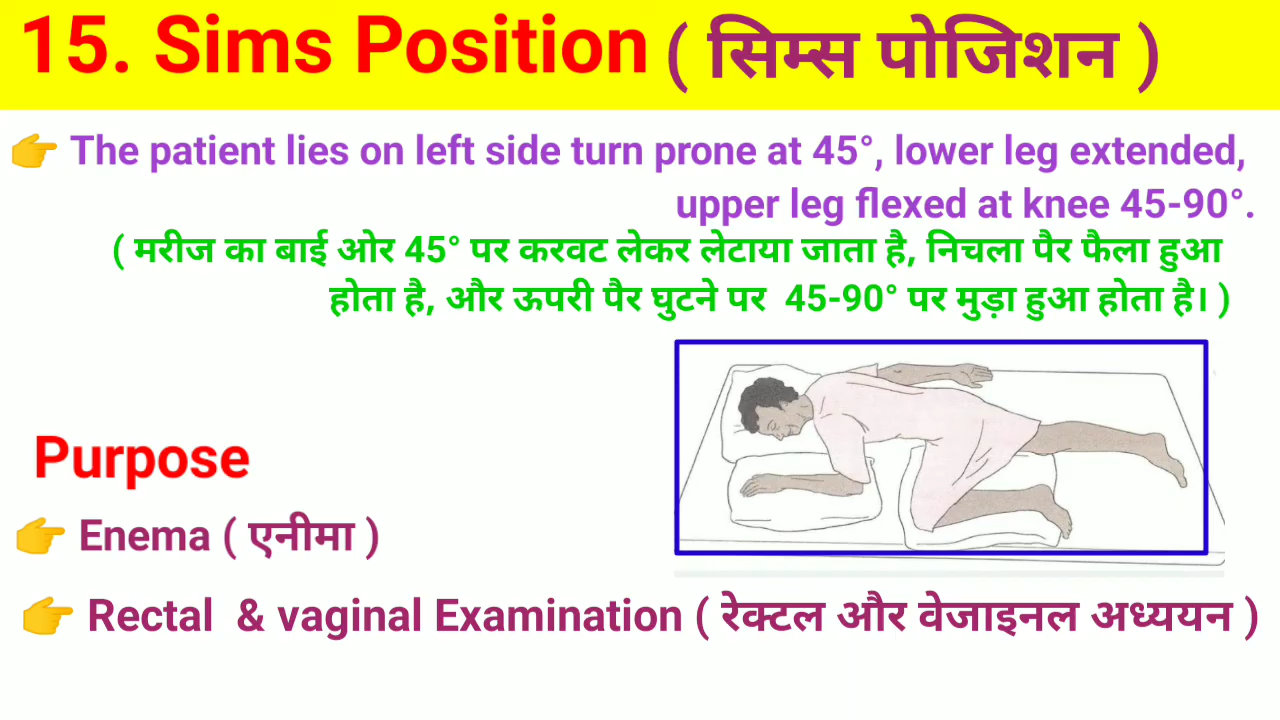 15. Sims Position ( सिम्स पोजिशन )
👉 The patient lies on left side turn prone at 45°, lower leg extended,
upper leg flexed at knee 45-90°.
( मरीज का बाई ओर 45° पर करवट लेकर लेटाया जाता है, निचला पैर फैला हुआ
होता है, और ऊपरी पैर घुटने पर 45-90° पर मुड़ा हुआ होता है। )
Purpose
👉 Enema ( एनीमा )
👉 Rectal & vaginal Examination ( रेक्टल और वेजाइनल अध्ययन )